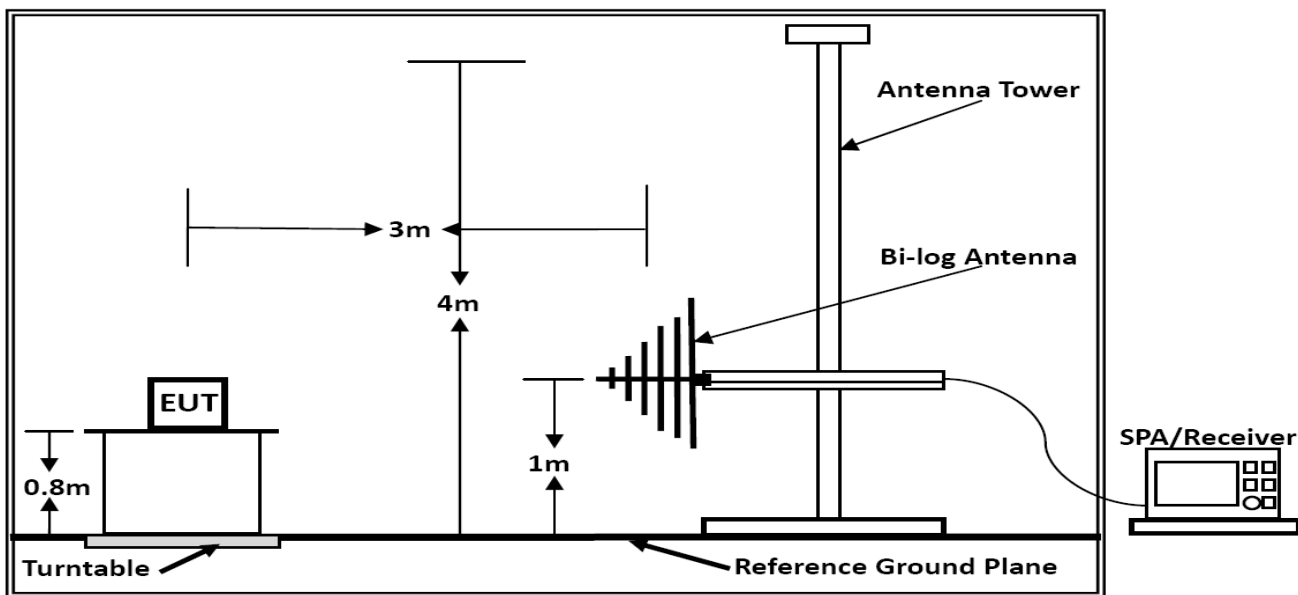 Antenna Tower
3m
Bi-log Antenna
4m
EUT
1m
SPA/Receiver
0.8m
Turntable
Reference Ground Plane